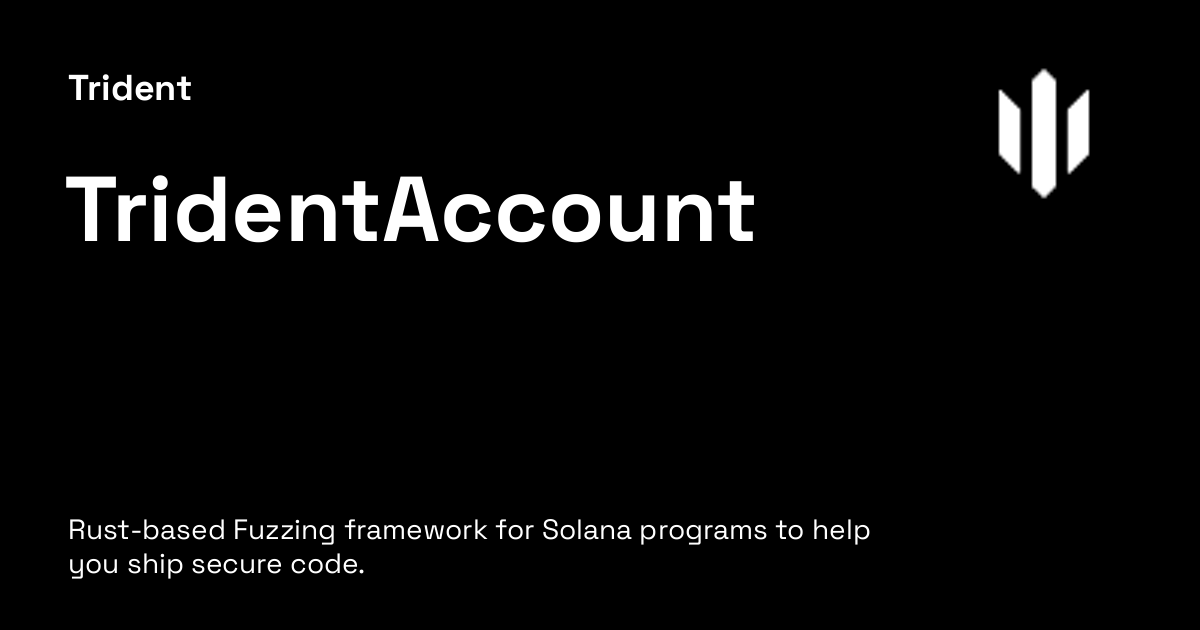 Trident
TridentAccount
Rust-based Fuzzing framework for Solana programs to help
you ship secure code.